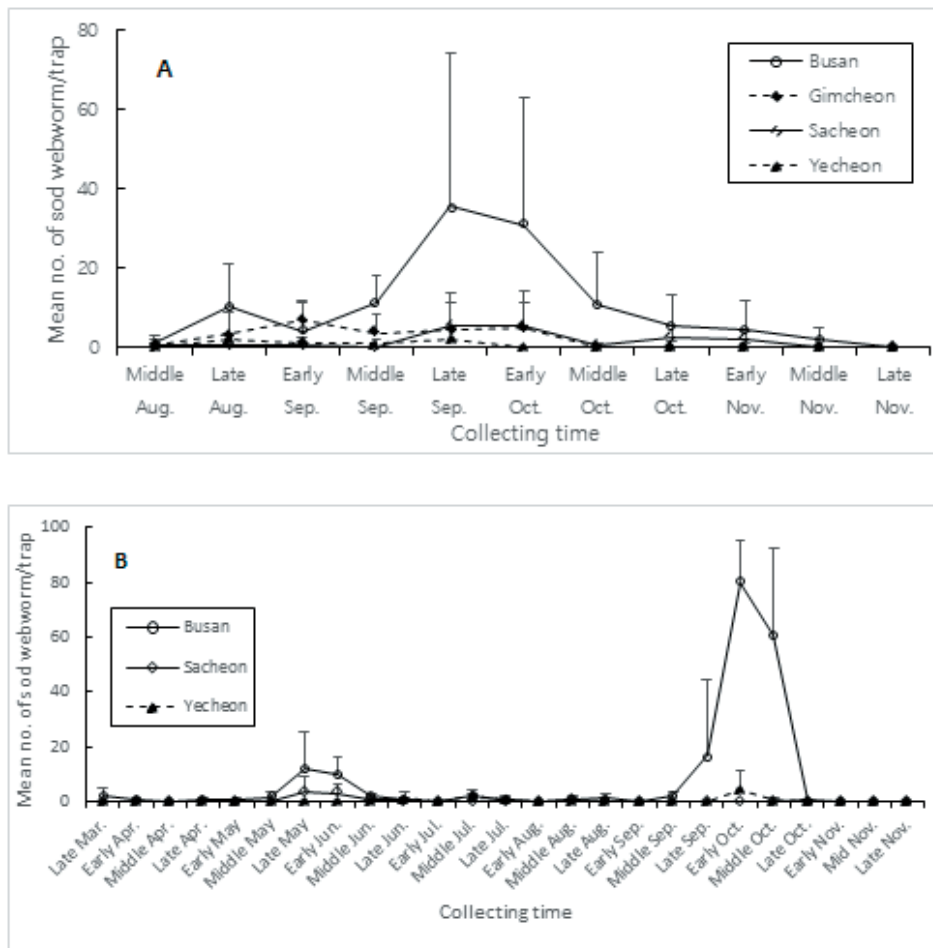 80
60
40
20
0
Mean no. of sod webworm/trap
A
Busan
Gimcheon
Sacheon
Yecheon
Middle Late Early Middle Late Early Middle Late Early Middle Late
Aug. Aug. Sep. Sep. Sep. Oct. Oct. Oct. Nov. Nov. Nov.
Collecting time
100
80
60
40
20
0
Mean no. of sod webworm/trap
B
Busan
Sacheon
Yecheon
Late Mar.
Early Apr.
Middle Apr.
Late Apr.
Early May
Middle May
Late May
Early Jun.
Middle Jun.
Late Jun.
Early Jul.
Middle Jul.
Late Jul.
Early Aug.
Middle Aug.
Late Aug.
Early Sep.
Middle Sep.
Late Sep.
Early Oct.
Middle Oct.
Late Oct.
Early Nov.
Mid Nov.
Late Nov.
Collecting time